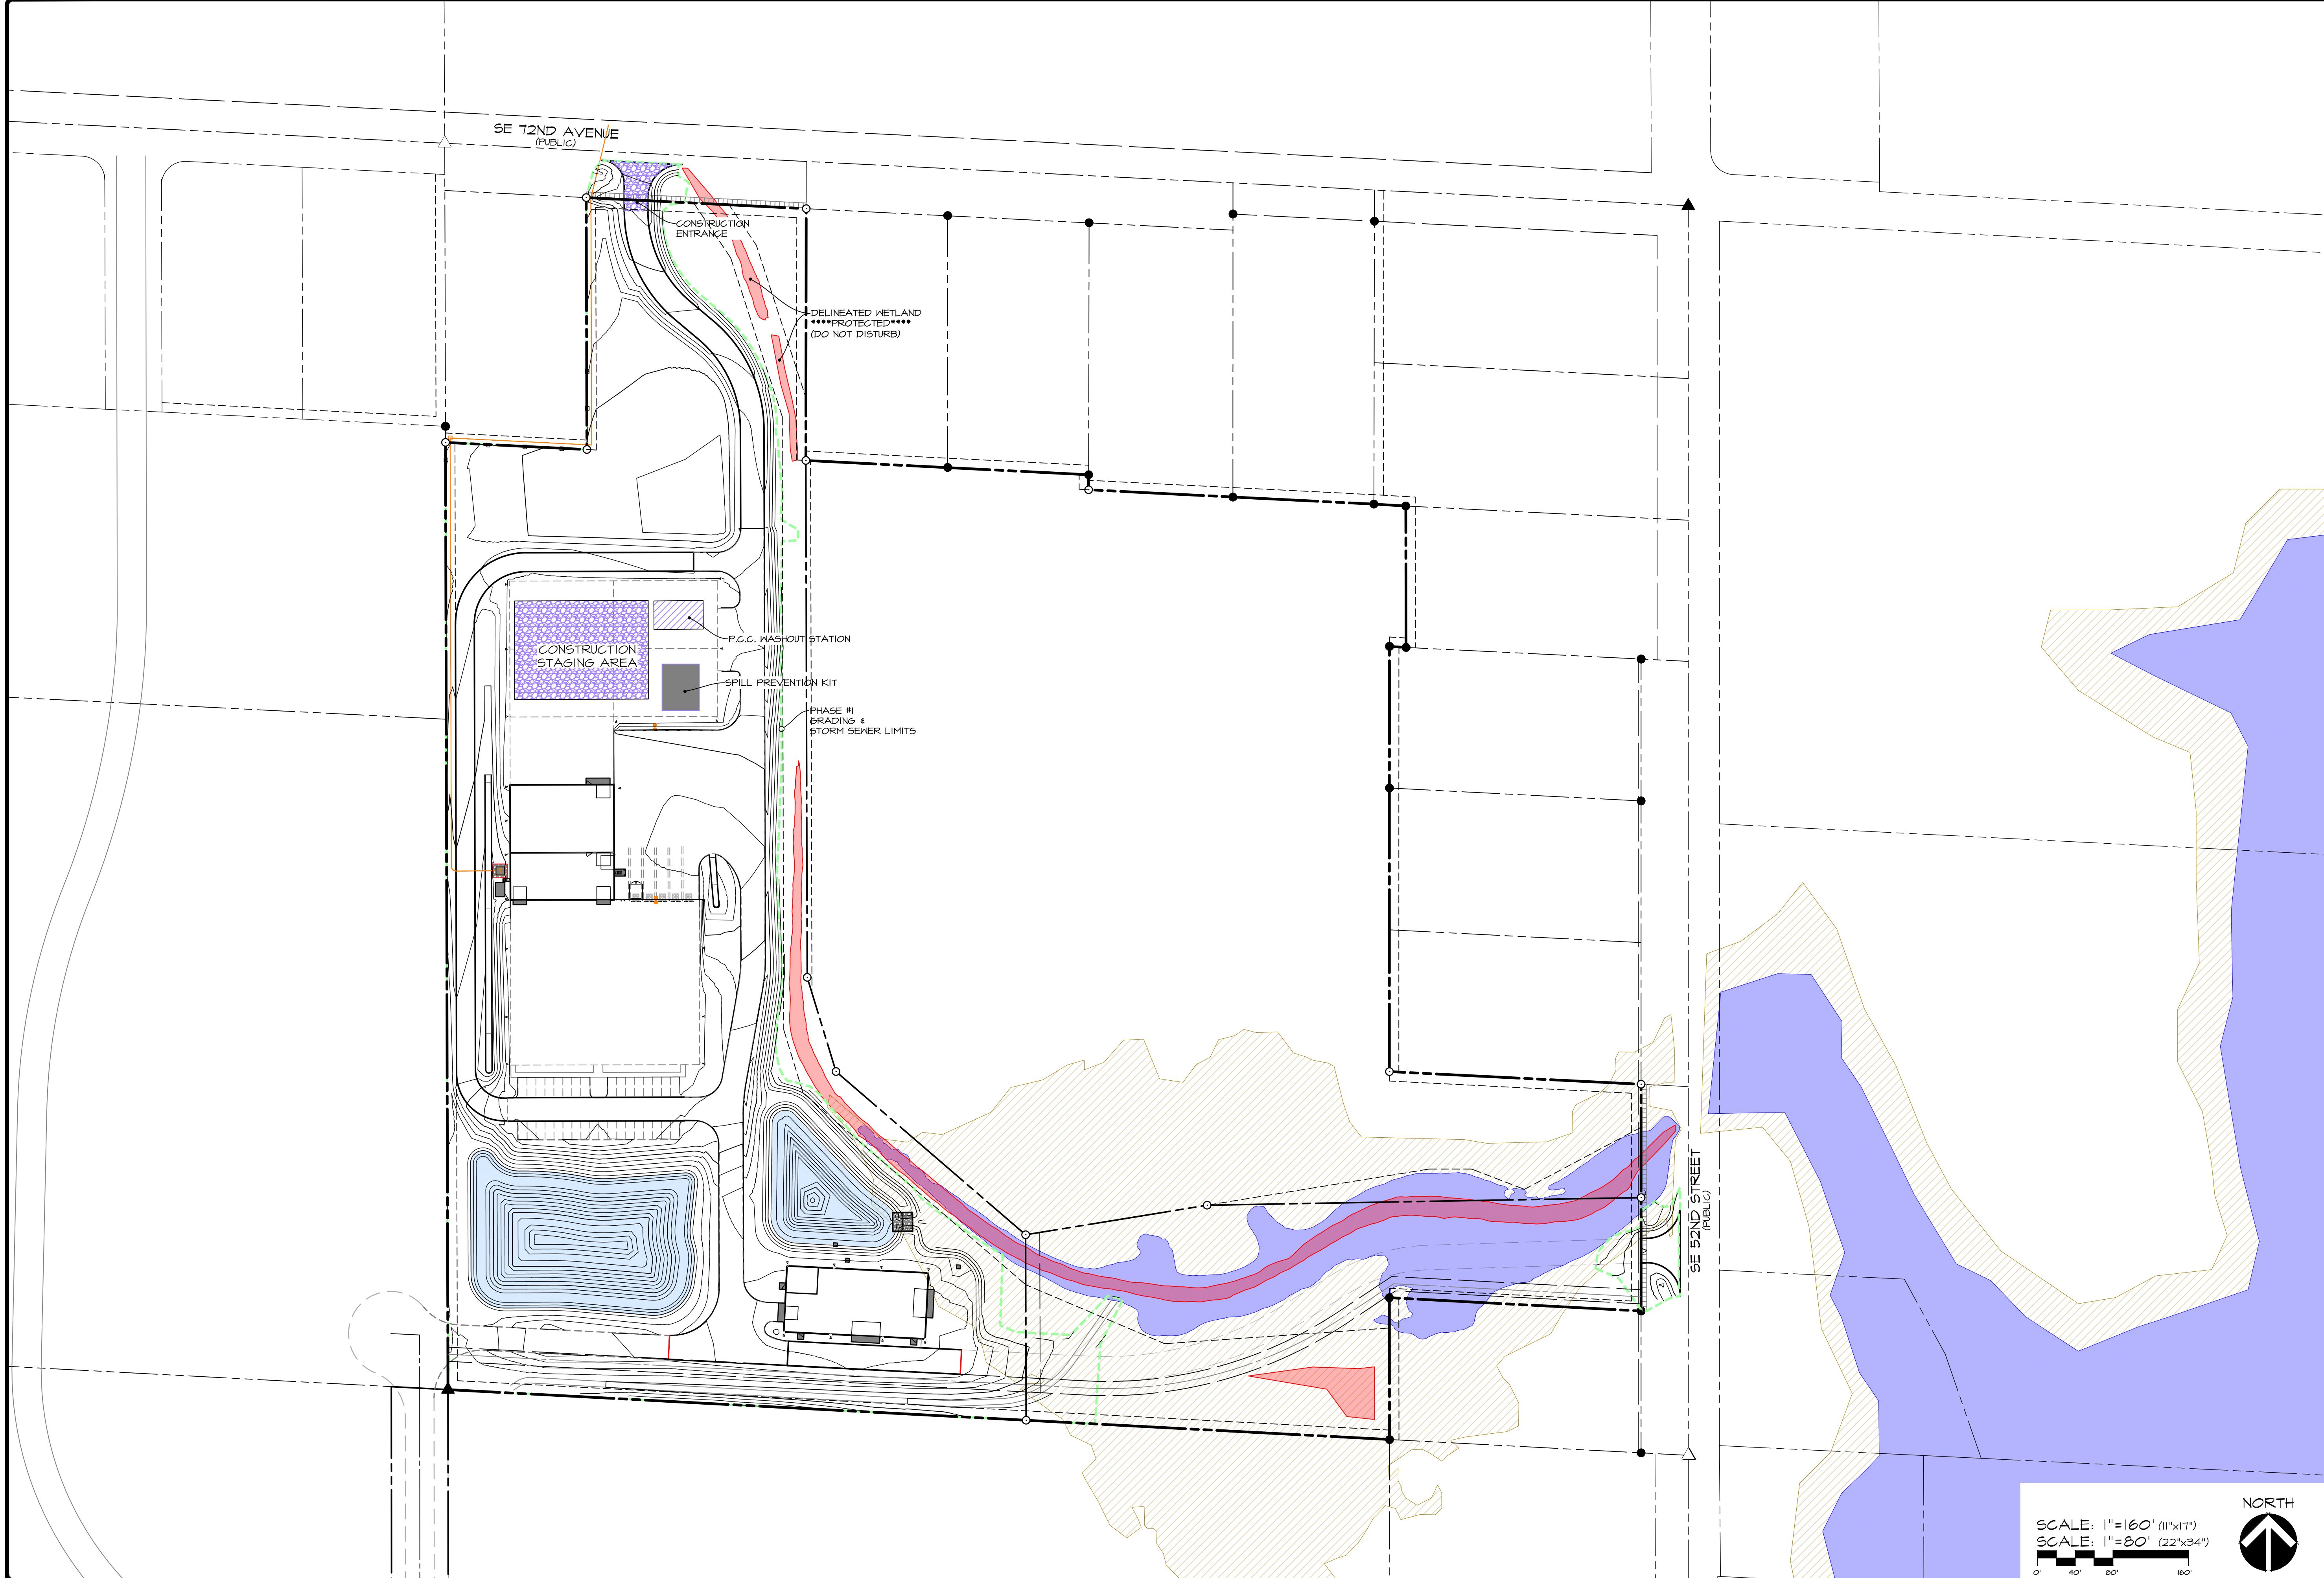 SE 72ND AVENUE
(PUBLIC)
CONSTRUCTION
ENTRANCE
DELINEATED WETLAND
****PROTECTED****
(DO NOT DISTURB)
P.C.C. WASHOUT STATION
CONSTRUCTION
STAGING AREA
SPILL PREVENTION KIT
PHASE #1
GRADING &
STORM SEWER LIMITS
SE 52ND STREET
(PUBLIC)
NORTH
SCALE: 1"=160' (11"x17")
SCALE: 1"=80' (22"x34")
0' 40' 80' 160'